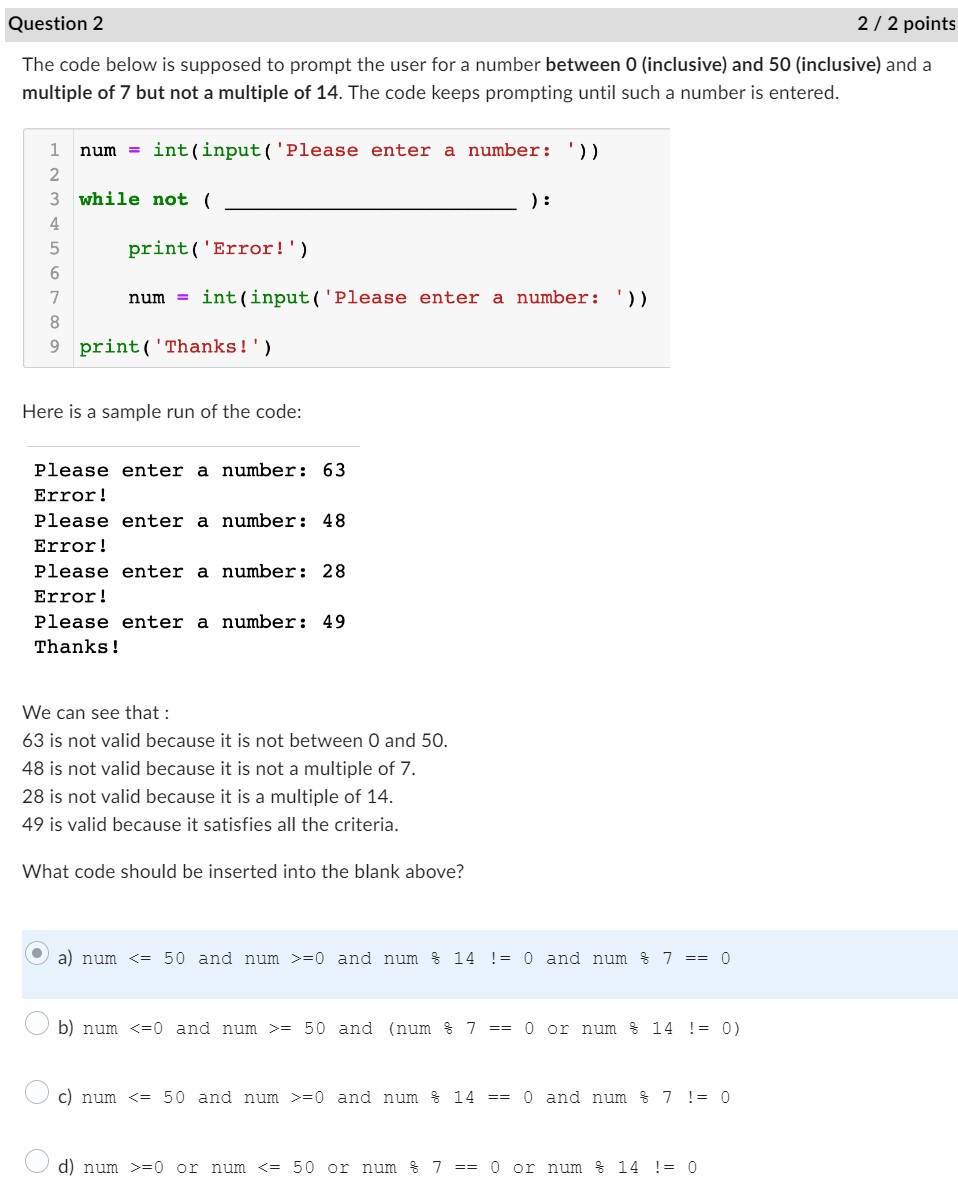 Question 2 2 / 2 points
The code below is supposed to prompt the user for a number between 0 (inclusive) and 50 (inclusive) and a
multiple of 7 but not a multiple of 14. The code keeps prompting until such a number is entered.
1 num = int(input('Please enter a number: '))
2
3 while not ( ________________________ ):
4
5 print('Error!')
6
7 num = int(input('Please enter a number: '))
8
9 print('Thanks!')
Here is a sample run of the code:
Please enter a number: 63
Error!
Please enter a number: 48
Error!
Please enter a number: 28
Error!
Please enter a number: 49
Thanks!
We can see that :
63 is not valid because it is not between 0 and 50.
48 is not valid because it is not a multiple of 7.
28 is not valid because it is a multiple of 14.
49 is valid because it satisfies all the criteria.
What code should be inserted into the blank above?
a) num <= 50 and num >=0 and num % 14 != 0 and num % 7 == 0
b) num <=0 and num >= 50 and (num % 7 == 0 or num % 14 != 0)
c) num <= 50 and num >=0 and num % 14 == 0 and num % 7 != 0
d) num >=0 or num <= 50 or num % 7 == 0 or num % 14 != 0